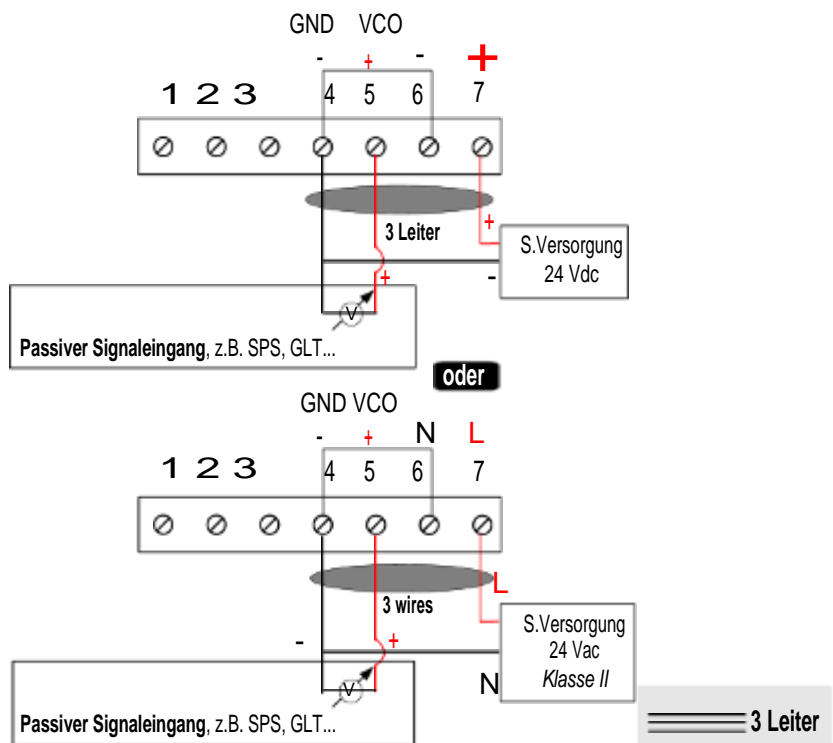 GND VCO
- + - +
1 2 3 4 5 6 7
3 Leiter
+
S.Versorgung
24 Vdc
-
+
V
Passiver Signaleingang, z.B. SPS, GLT...
oder
GND VCO
- + N L
1 2 3 4 5 6 7
L
3 wires
S.Versorgung
24 Vac
Klasse II
- +
N
V
Passiver Signaleingang, z.B. SPS, GLT...
3 Leiter